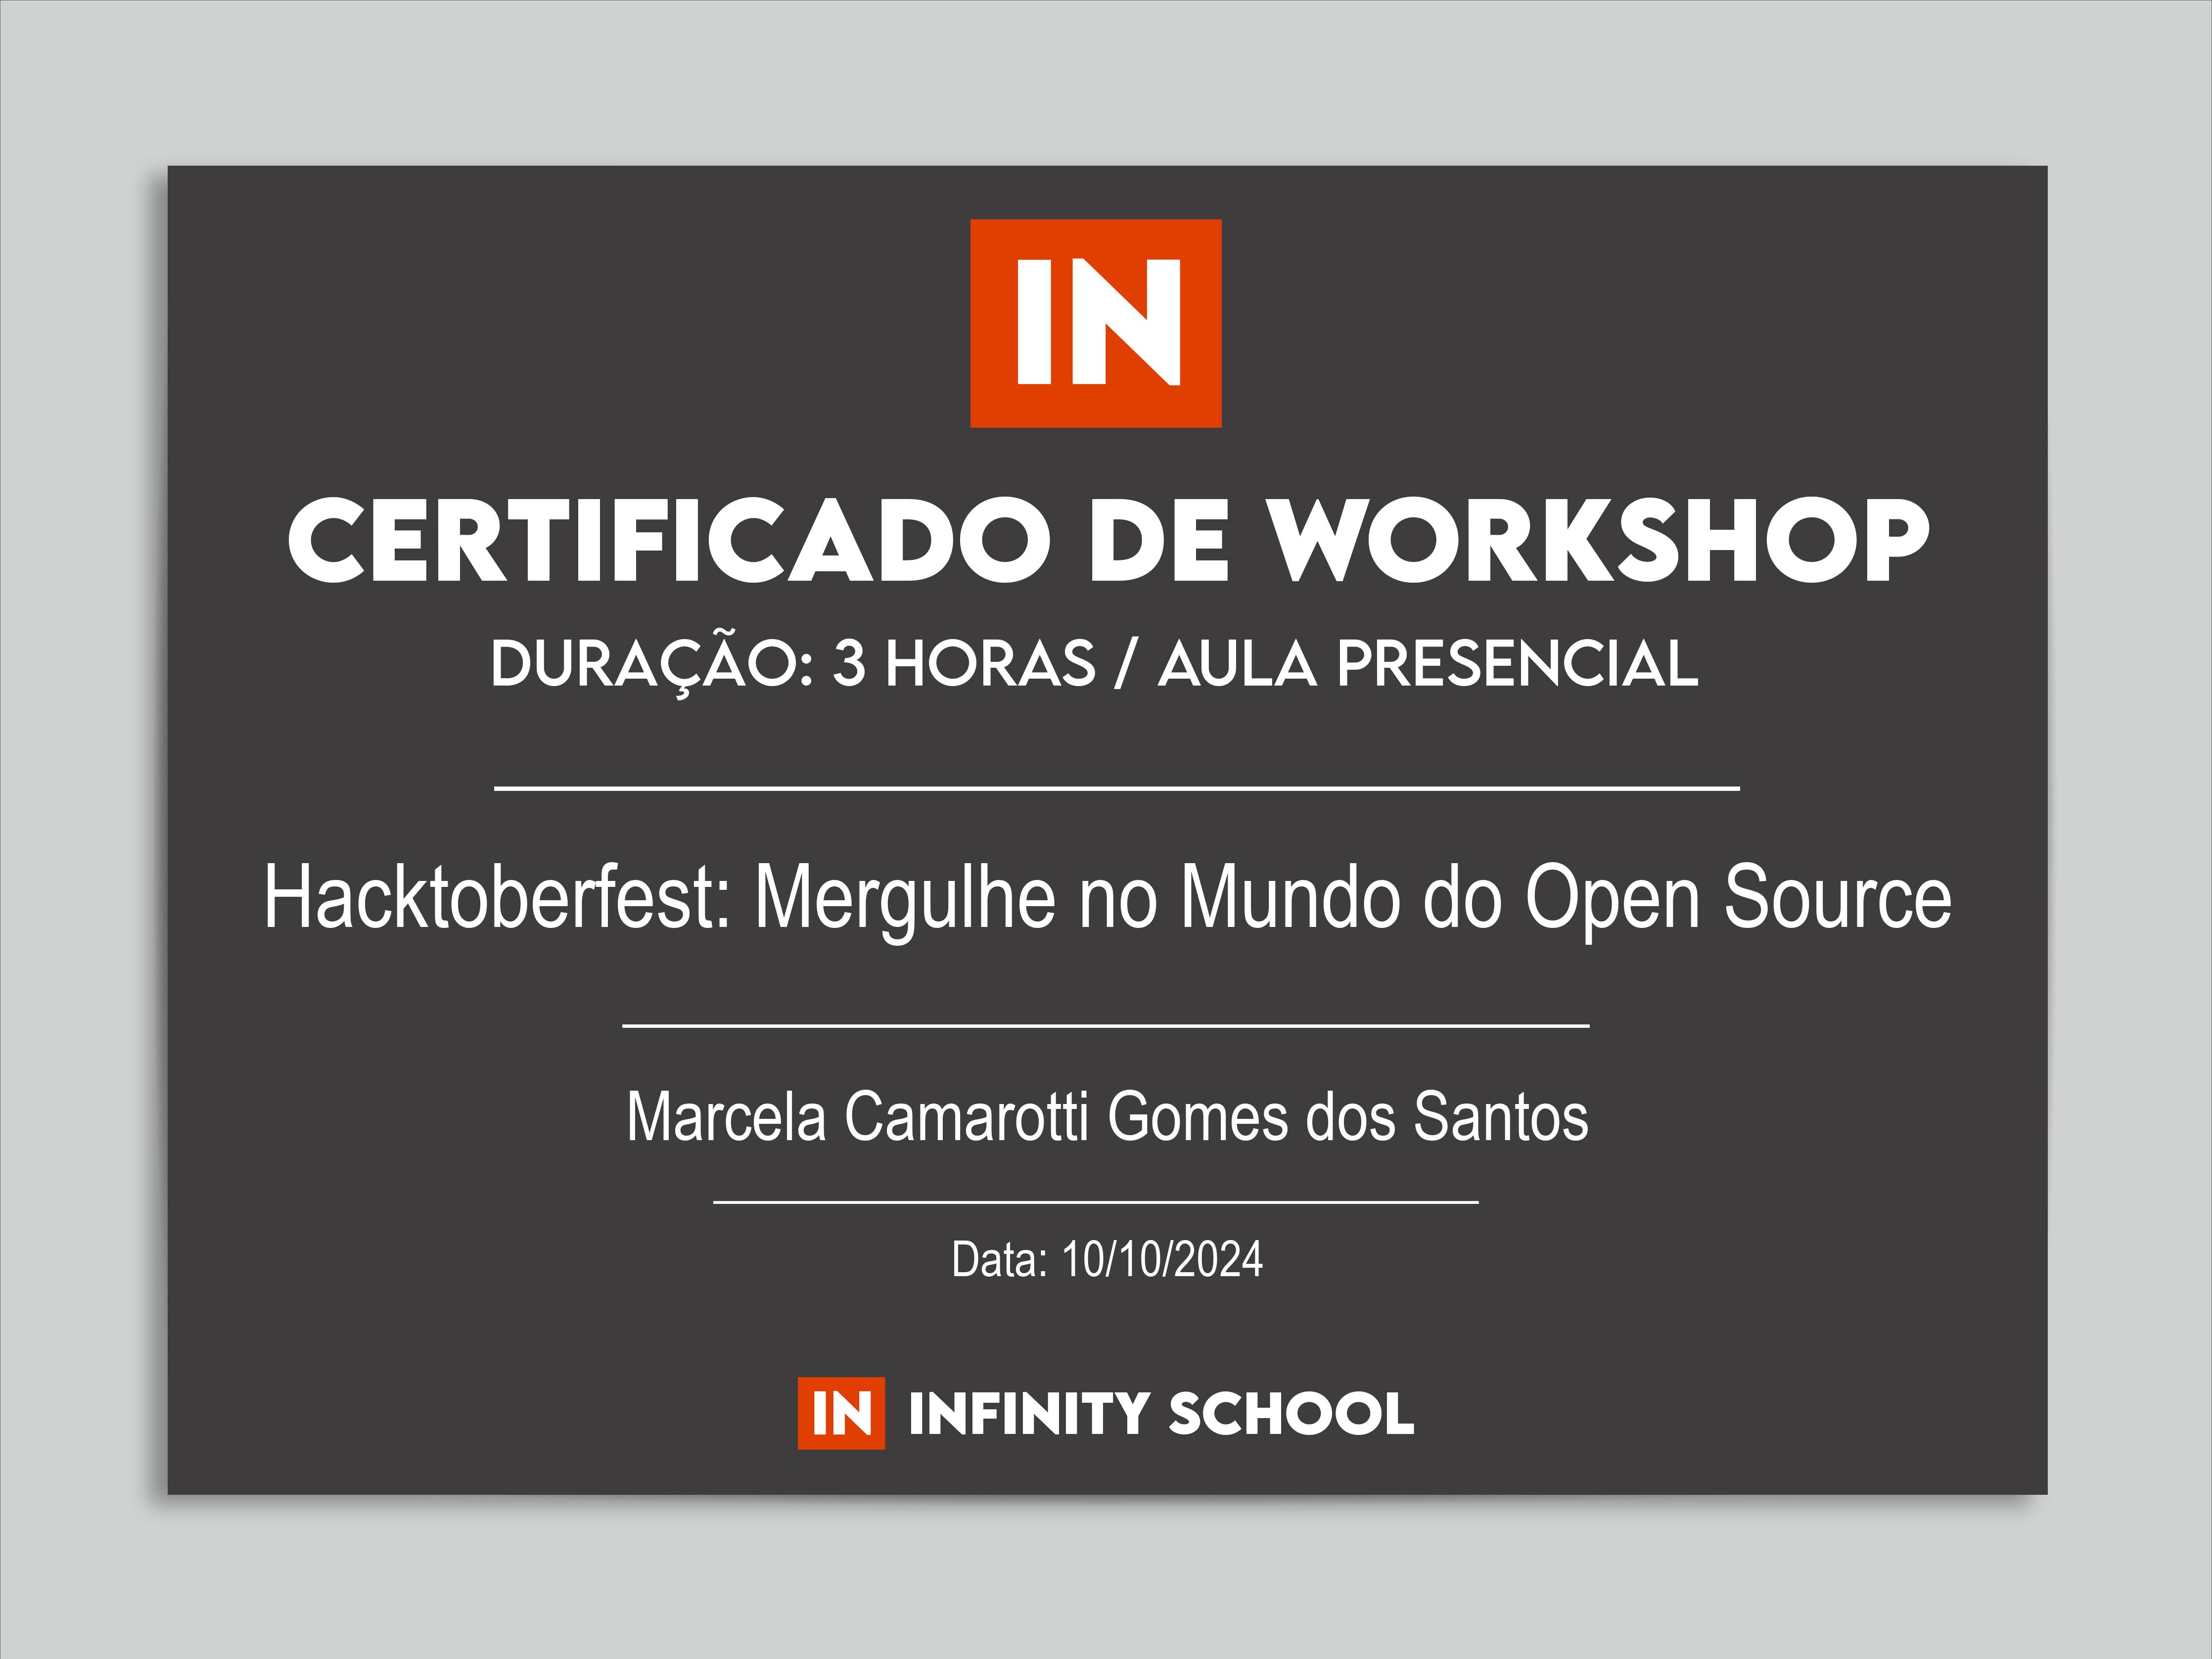 IN
CERTIFICADO DE WORKSHOP
DURAÇÃO: 3 HORAS / AULA PRESENCIAL
Hacktoberfest: Mergulhe no Mundo do Open Source
Marcela Camarotti Gomes dos Santos
Data: 10/10/2024
IN INFINITY SCHOOL